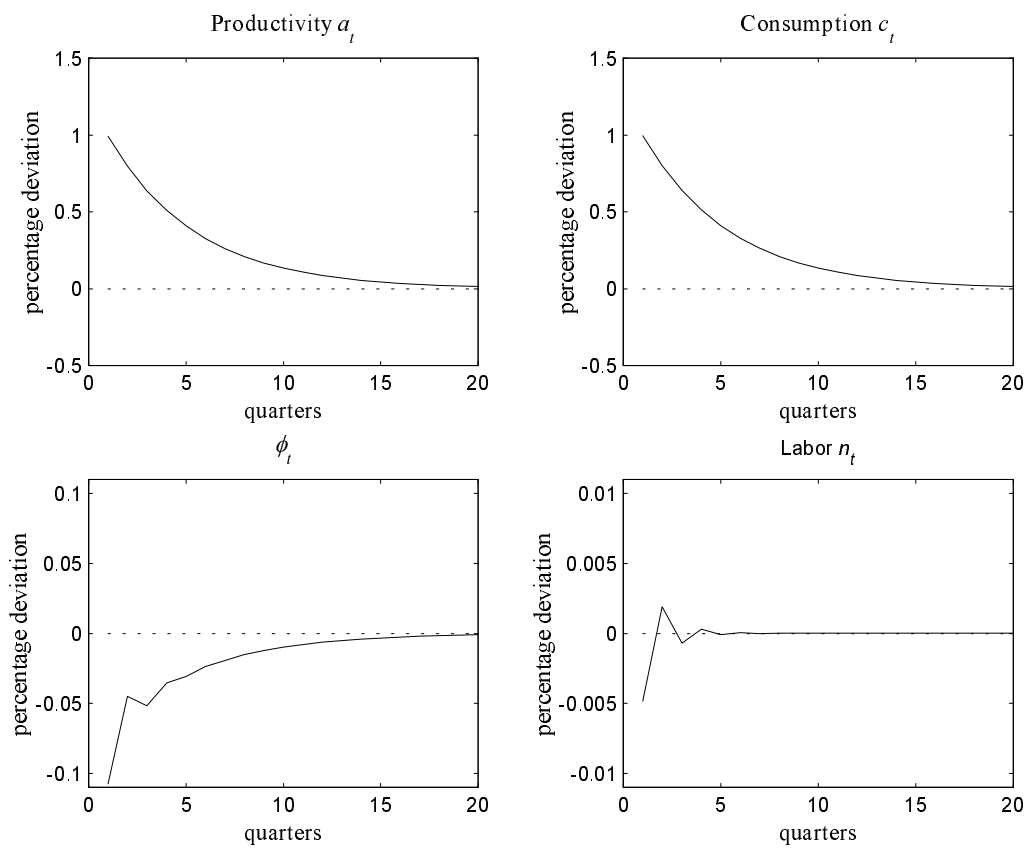 Productivity a_t
percentage deviation
1.5
1
0.5
0
-0.5
0 5 10 15 20
quarters
Consumption c_t
percentage deviation
1.5
1
0.5
0
-0.5
0 5 10 15 20
quarters
ϕ_t
percentage deviation
0.1
0.05
0
-0.05
-0.1
0 5 10 15 20
quarters
Labor n_t
percentage deviation
0.01
0.005
0
-0.005
-0.01
0 5 10 15 20
quarters